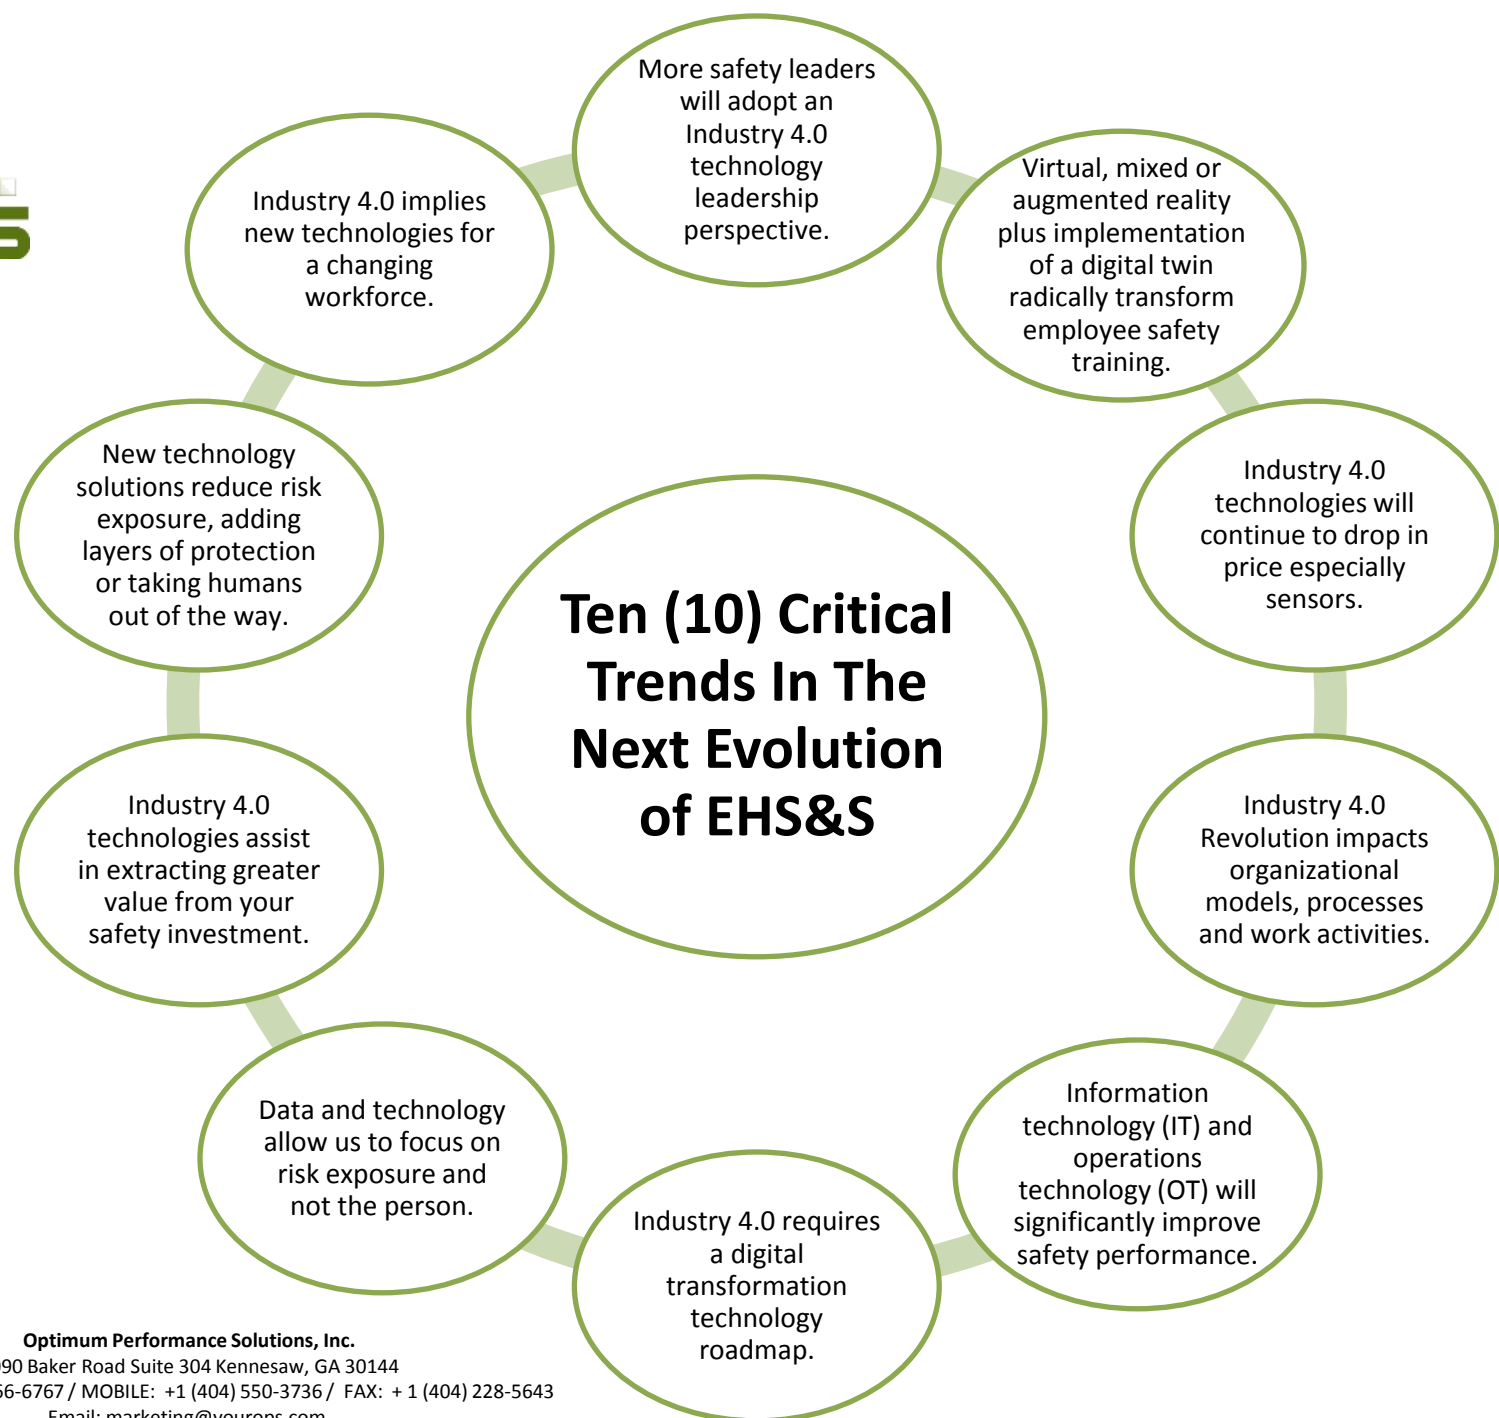 More safety leaders
will adopt an
Industry 4.0
technology
leadership
perspective.
Virtual, mixed or
augmented reality
plus implementation
of a digital twin
radically transform
employee safety
training.
Industry 4.0
technologies will
continue to drop in
price especially
sensors.
Industry 4.0
Revolution impacts
organizational
models, processes
and work activities.
Information
technology (IT) and
operations
technology (OT) will
significantly improve
safety performance.
Industry 4.0 requires
a digital
transformation
technology
roadmap.
Data and technology
allow us to focus on
risk exposure and
not the person.
Industry 4.0
technologies assist
in extracting greater
value from your
safety investment.
New technology
solutions reduce risk
exposure, adding
layers of protection
or taking humans
out of the way.
Industry 4.0 implies
new technologies for
a changing
workforce.
Ten (10) Critical
Trends In The
Next Evolution
of EHS&S
Optimum Performance Solutions, Inc.
90 Baker Road Suite 304 Kennesaw, GA 30144
6-6767 / MOBILE: +1 (404) 550-3736 / FAX: + 1 (404) 228-5643
Email: marketing@yourops.com